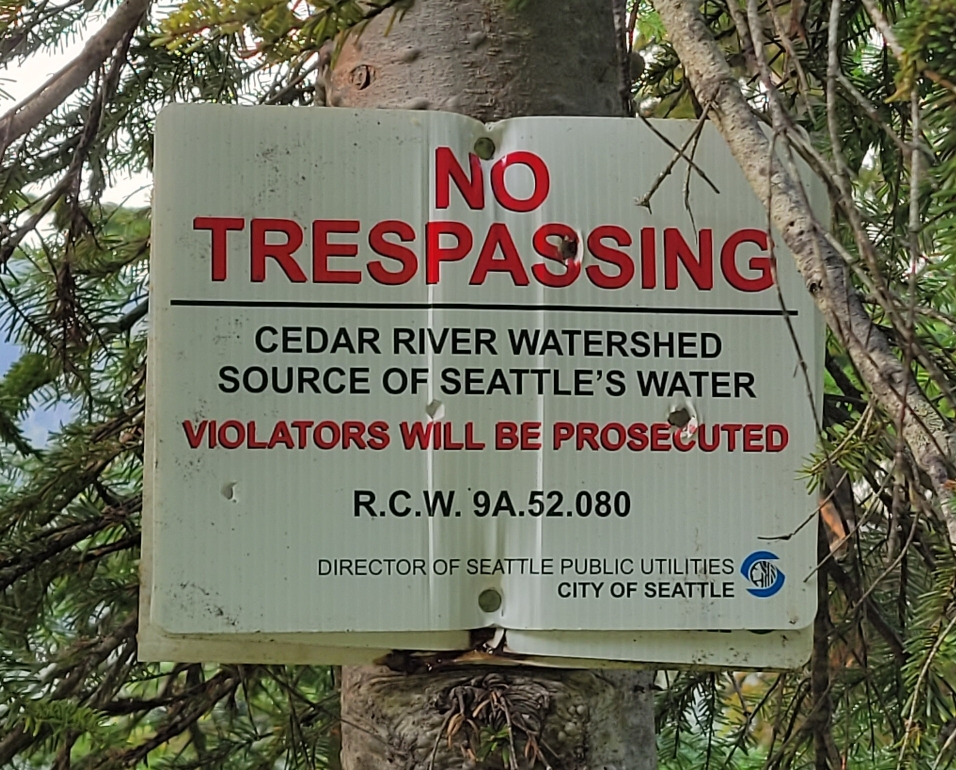 NO
TRESPASSING
CEDAR RIVER WATERSHED
SOURCE OF SEATTLE'S WATER
VIOLATORS WILL BE PROSECUTED
R.C.W. 9A.52.080
DIRECTOR OF SEATTLE PUBLIC UTILITIES
CITY OF SEATTLE